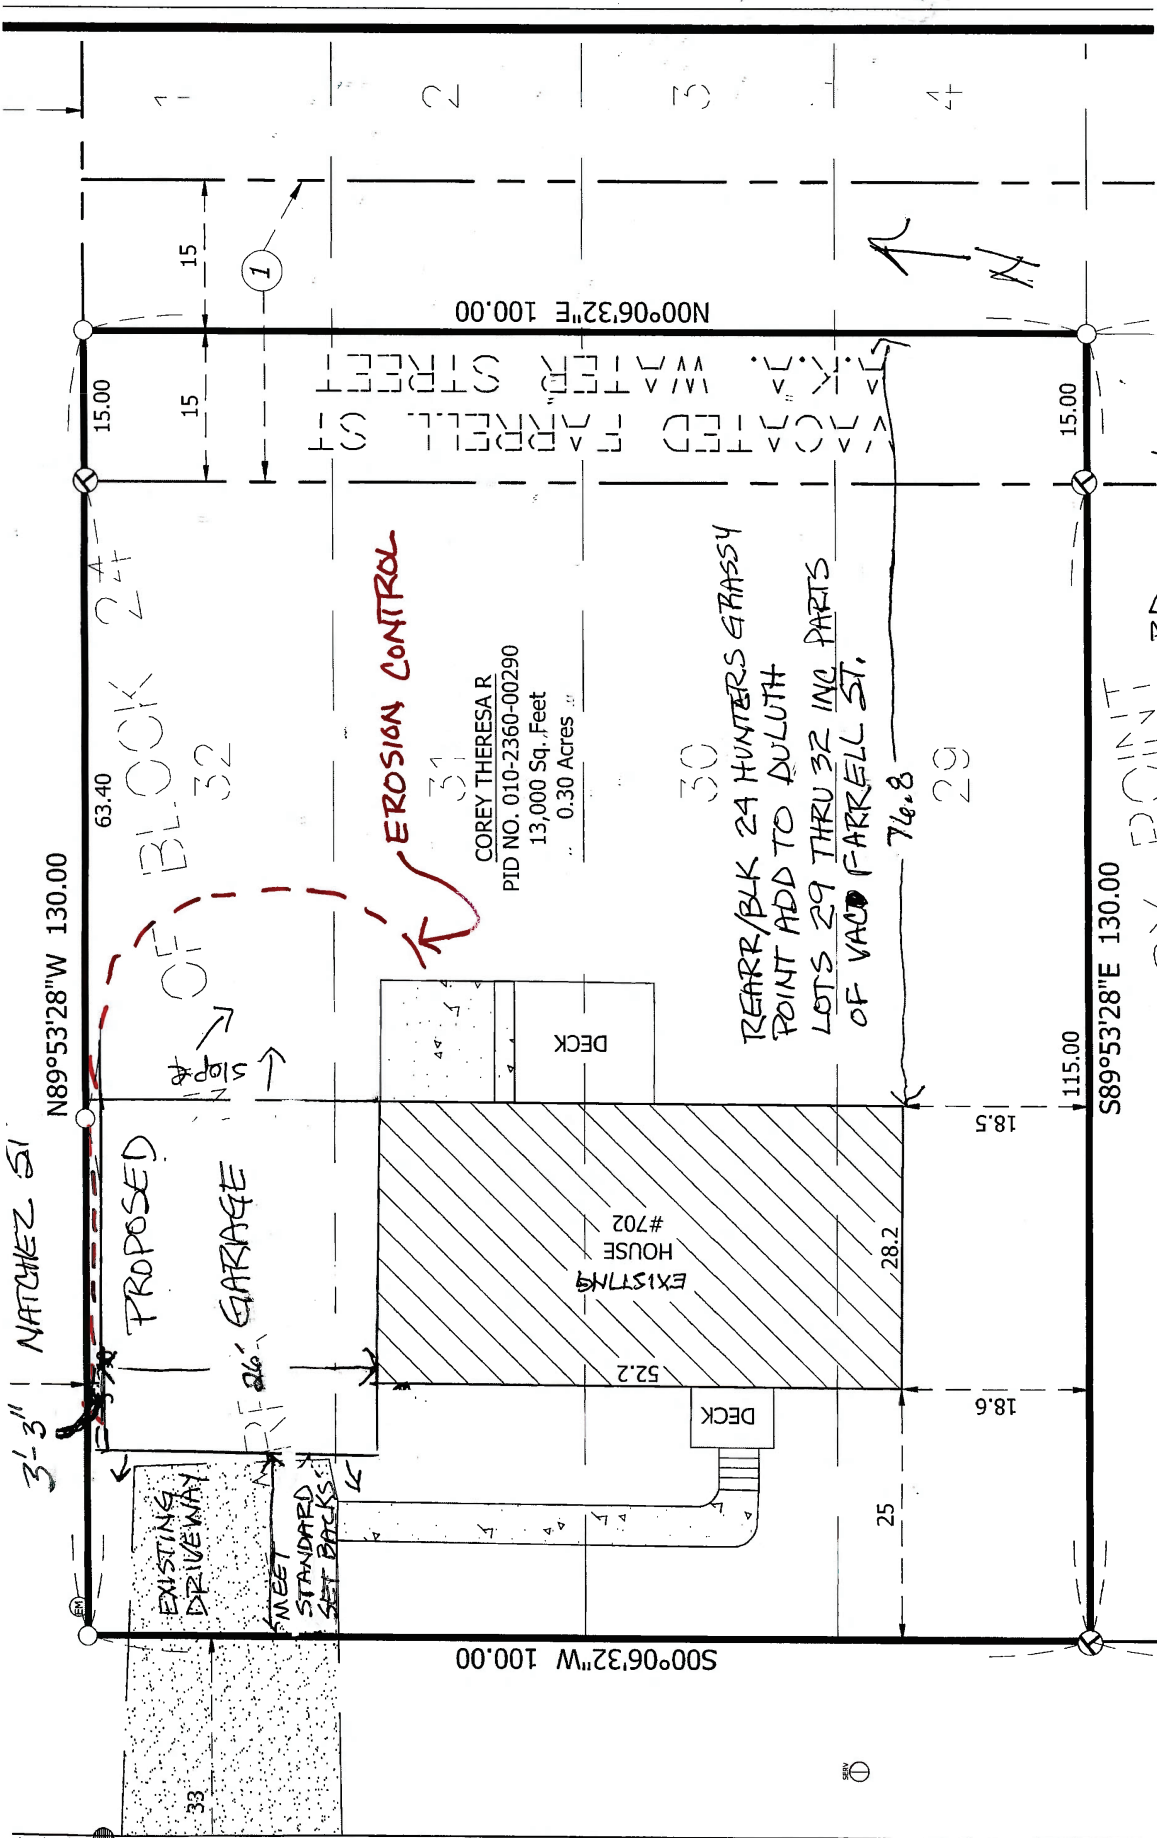 3'-3" NATCHEZ ST
N89°53'28"W 130.00
63.40
15.00
15
15
1
1
2
3
4
OF BLOCK 24
32
31
30
29
PROPOSED
GARAGE
26'
SLOPE
EROSION CONTROL
COREY THERESA R
PID NO. 010-2360-00290
13,000 Sq. Feet
0.30 Acres
VACATED FARRELL ST
A.K.A. "WATER STREET"
N00°06'32"E 100.00
N
REARR/BLK 24 HUNTERS GRASSY
POINT ADD TO DULUTH
LOTS 29 THRU 32 INC PARTS
OF VACD FARRELL ST.
76.8
DECK
EXISTING
HOUSE
#702
52.2
28.2
DECK
EXISTING
DRIVEWAY
MEET
STANDARD
SET BACKS
EM
33
25
18.6
18.5
S00°06'32"W 100.00
115.00
15.00
S89°53'28"E 130.00
SERV
POINT